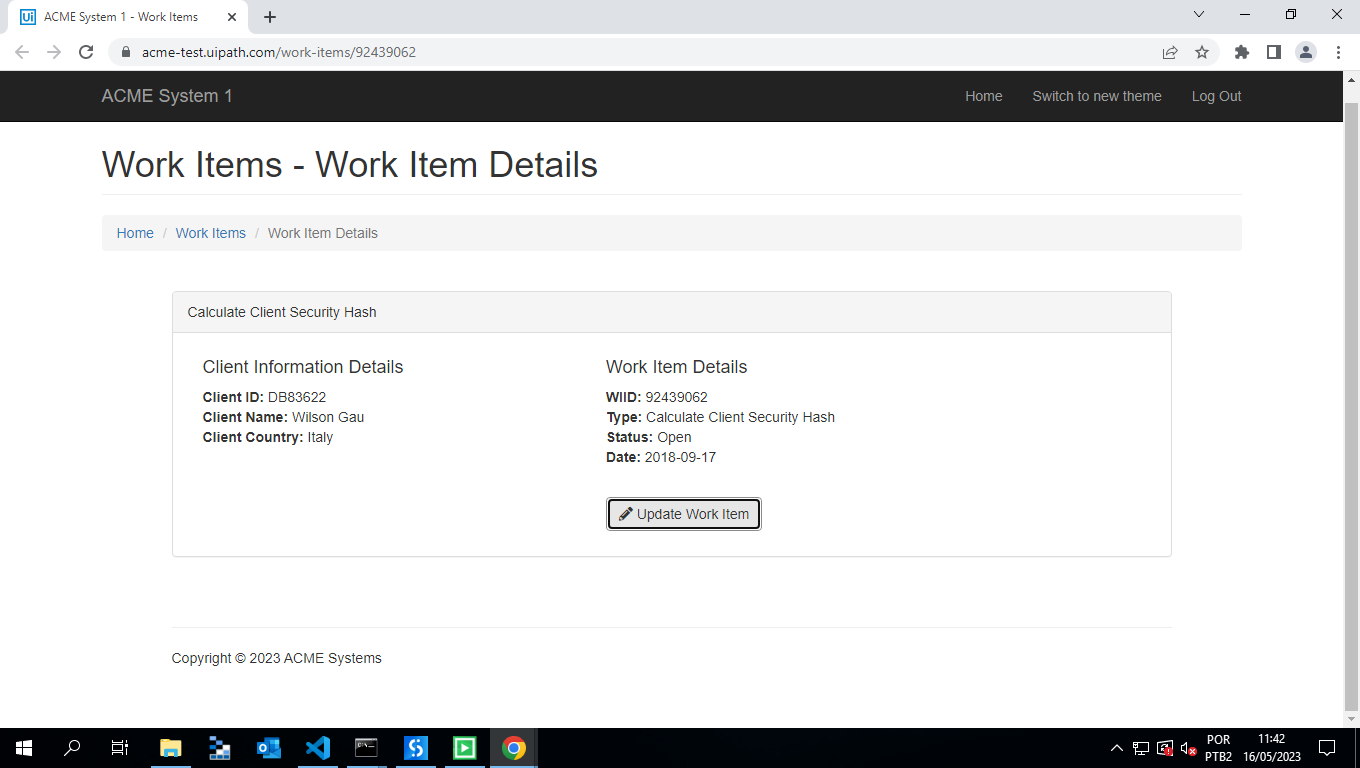 ACME System 1 - Work Items
acme-test.uipath.com/work-items/92439062
ACME System 1
Home
Switch to new theme
Log Out
Work Items - Work Item Details
Home / Work Items / Work Item Details
Calculate Client Security Hash
Client Information Details
Client ID: DB83622
Client Name: Wilson Gau
Client Country: Italy
Work Item Details
WIID: 92439062
Type: Calculate Client Security Hash
Status: Open
Date: 2018-09-17
Update Work Item
Copyright © 2023 ACME Systems
POR
PTB2
11:42
16/05/2023